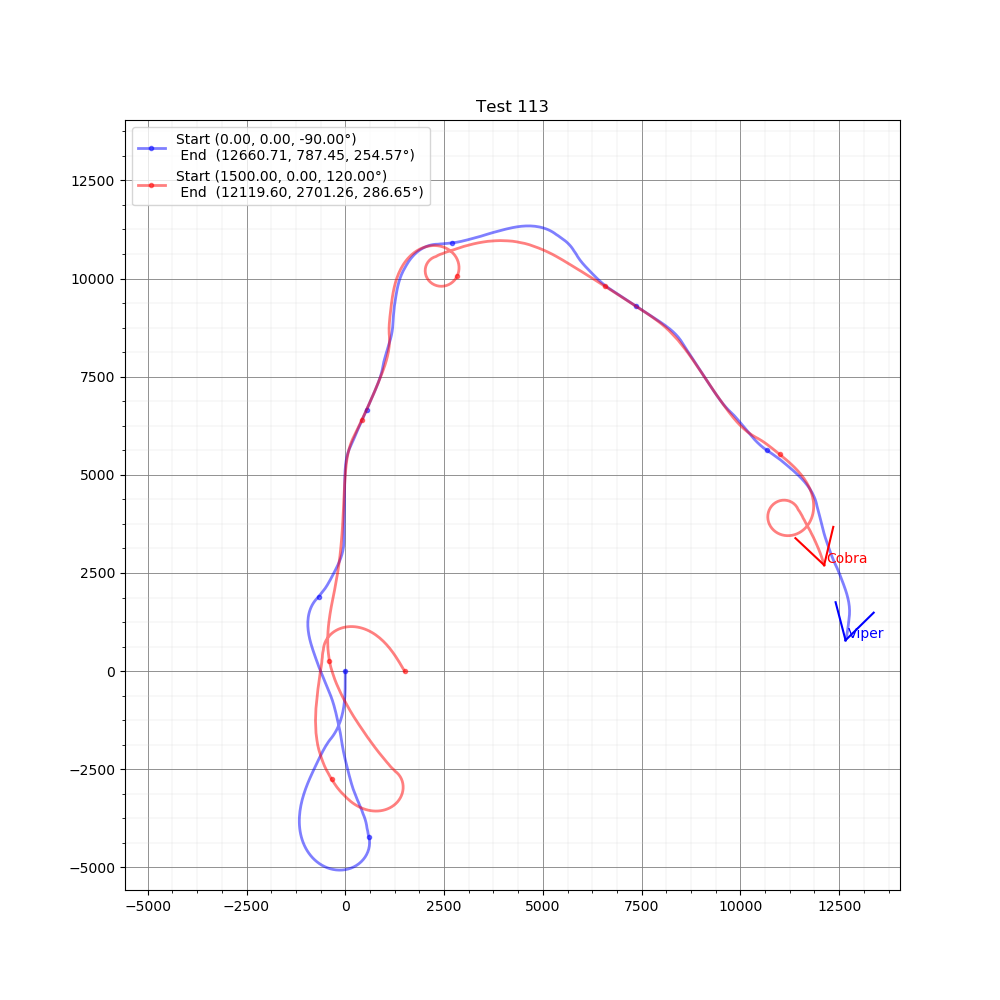 Test 113
Start (0.00, 0.00, -90.00°)
End  (12660.71, 787.45, 254.57°)
Start (1500.00, 0.00, 120.00°)
End  (12119.60, 2701.26, 286.65°)
12500
10000
7500
5000
2500
0
−2500
−5000
Cobra
Viper
−5000 −2500 0 2500 5000 7500 10000 12500